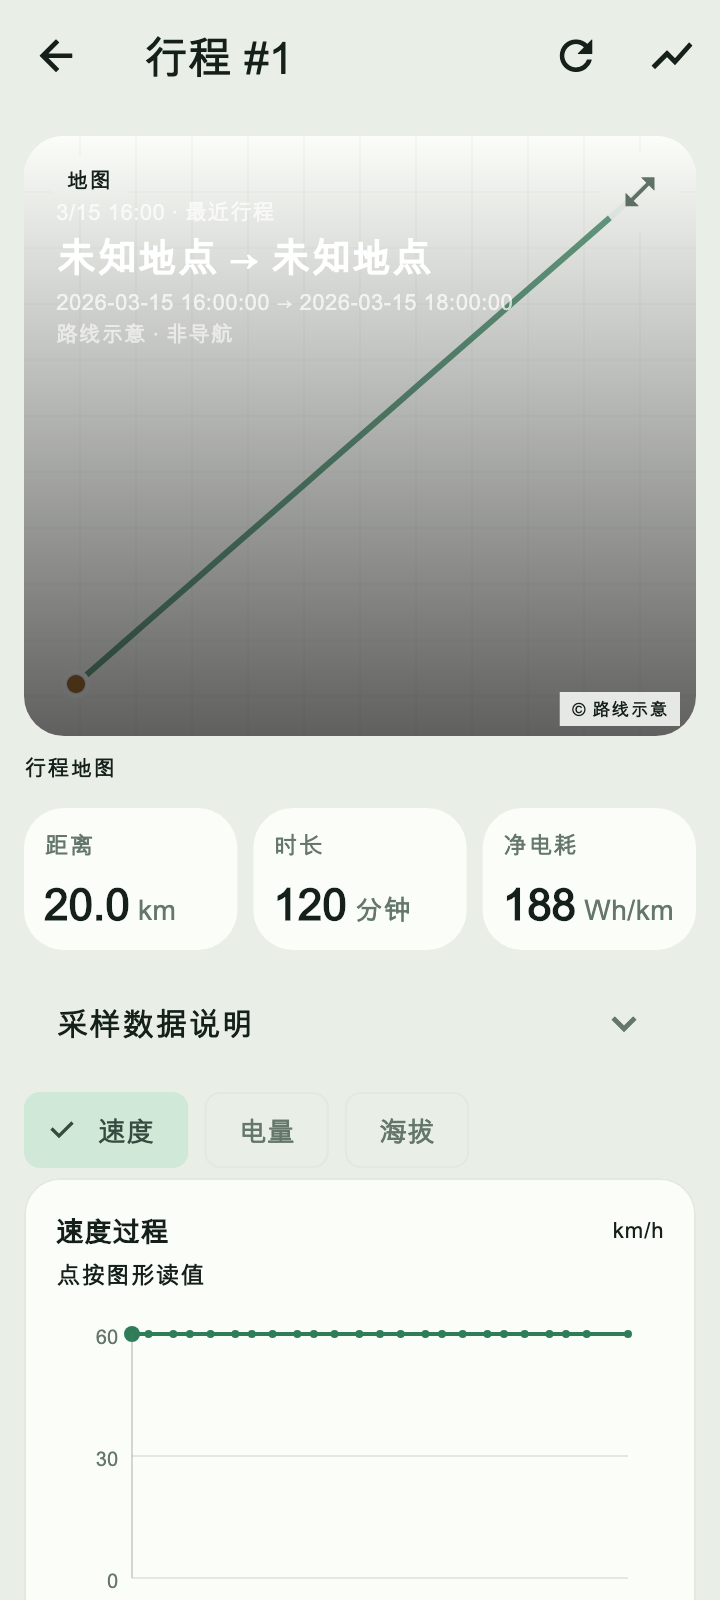 行程 #1
地图
3/15 16:00 · 最近行程
未知地点 → 未知地点
2026-03-15 16:00:00 → 2026-03-15 18:00:00
路线示意 · 非导航
© 路线示意
行程地图
距离
20.0 km
时长
120 分钟
净电耗
188 Wh/km
采样数据说明
速度
电量
海拔
速度过程
km/h
点按图形读值
60
30
0